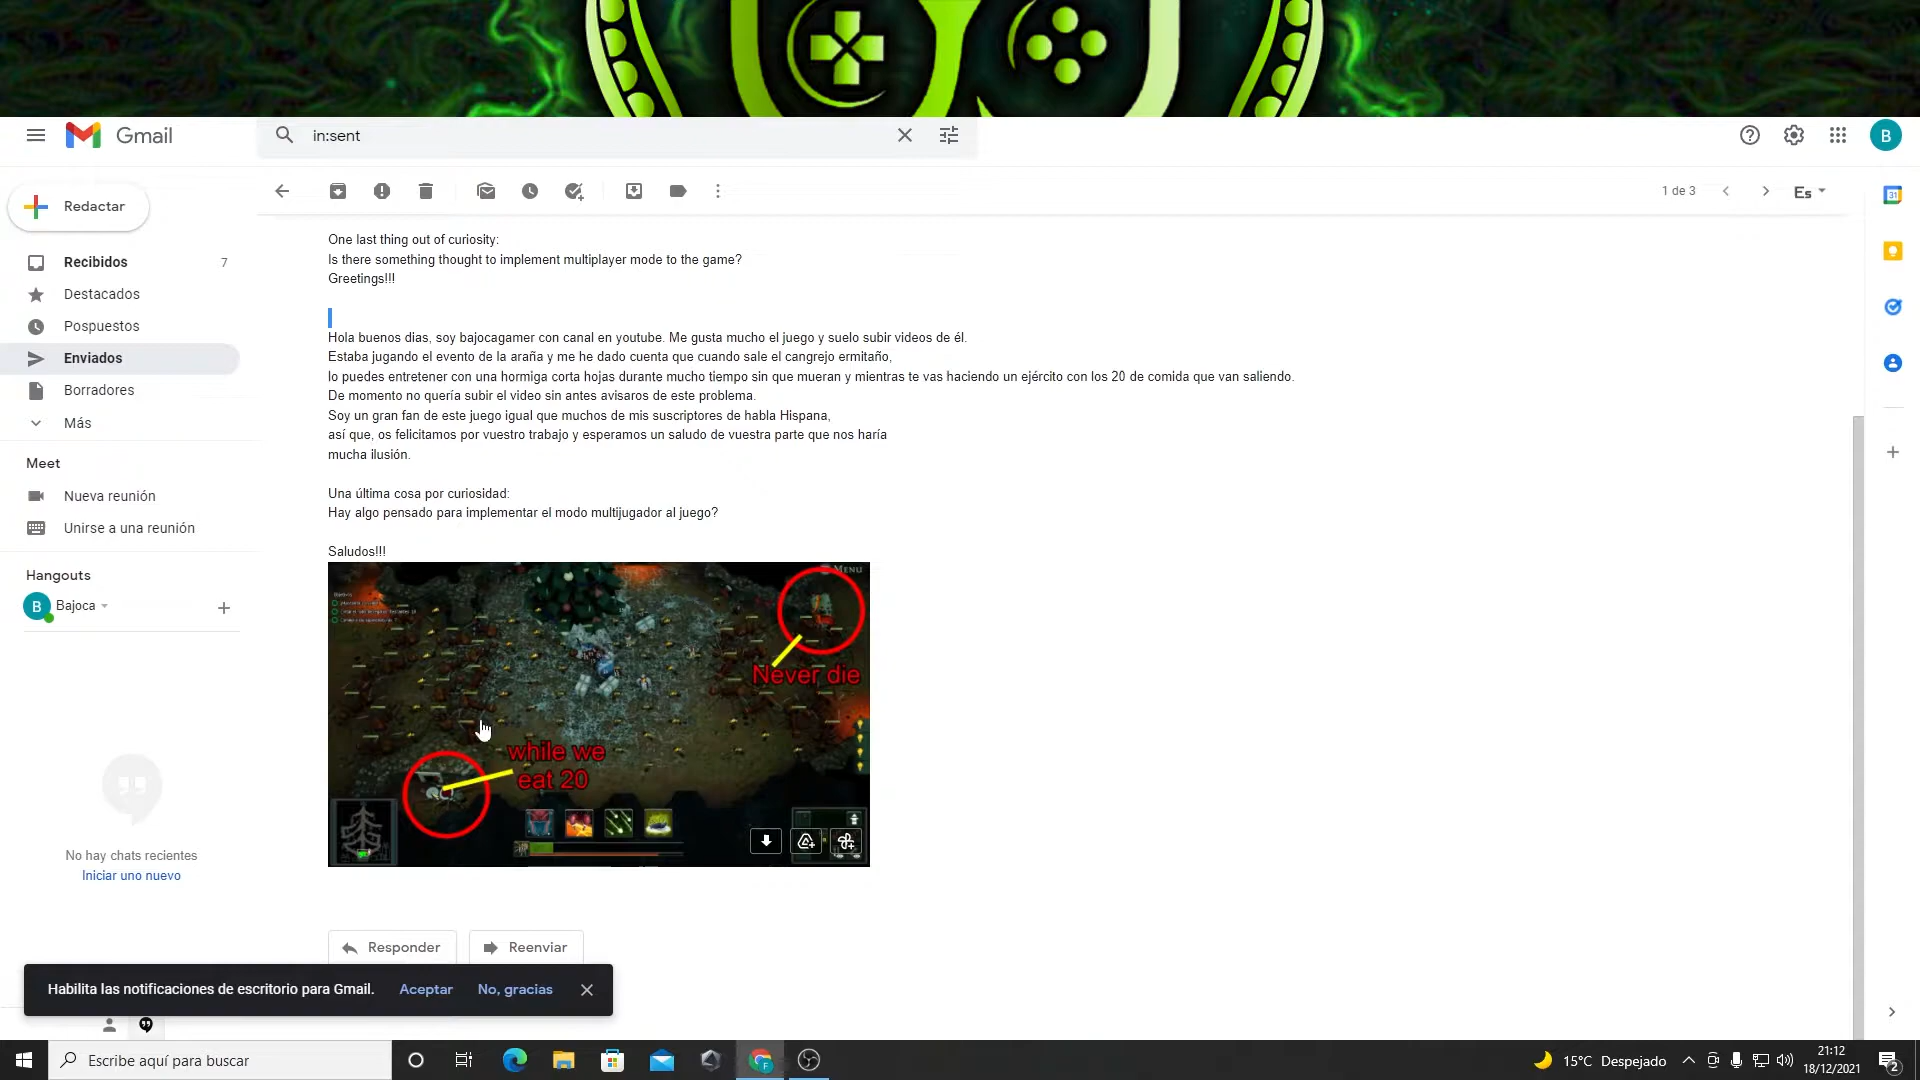 Gmail
in:sent
B
Redactar
1 de 3
Es
Recibidos 7
Destacados
Pospuestos
Enviados
Borradores
Más
Meet
Nueva reunión
Unirse a una reunión
Hangouts
B Bajoca
No hay chats recientes
Iniciar uno nuevo
One last thing out of curiosity:
Is there something thought to implement multiplayer mode to the game?
Greetings!!!
Hola buenos dias, soy bajocagamer con canal en youtube. Me gusta mucho el juego y suelo subir videos de él.
Estaba jugando el evento de la araña y me he dado cuenta que cuando sale el cangrejo ermitaño,
lo puedes entretener con una hormiga corta hojas durante mucho tiempo sin que mueran y mientras te vas haciendo un ejército con los 20 de comida que van saliendo.
De momento no quería subir el video sin antes avisaros de este problema.
Soy un gran fan de este juego igual que muchos de mis suscriptores de habla Hispana,
así que, os felicitamos por vuestro trabajo y esperamos un saludo de vuestra parte que nos haría
mucha ilusión.
Una última cosa por curiosidad:
Hay algo pensado para implementar el modo multijugador al juego?
Saludos!!!
MENU
Never die
while we
eat 20
Responder
Reenviar
Habilita las notificaciones de escritorio para Gmail. Aceptar No, gracias
31
Escribe aquí para buscar
F
15°C Despejado
21:12
18/12/2021
2